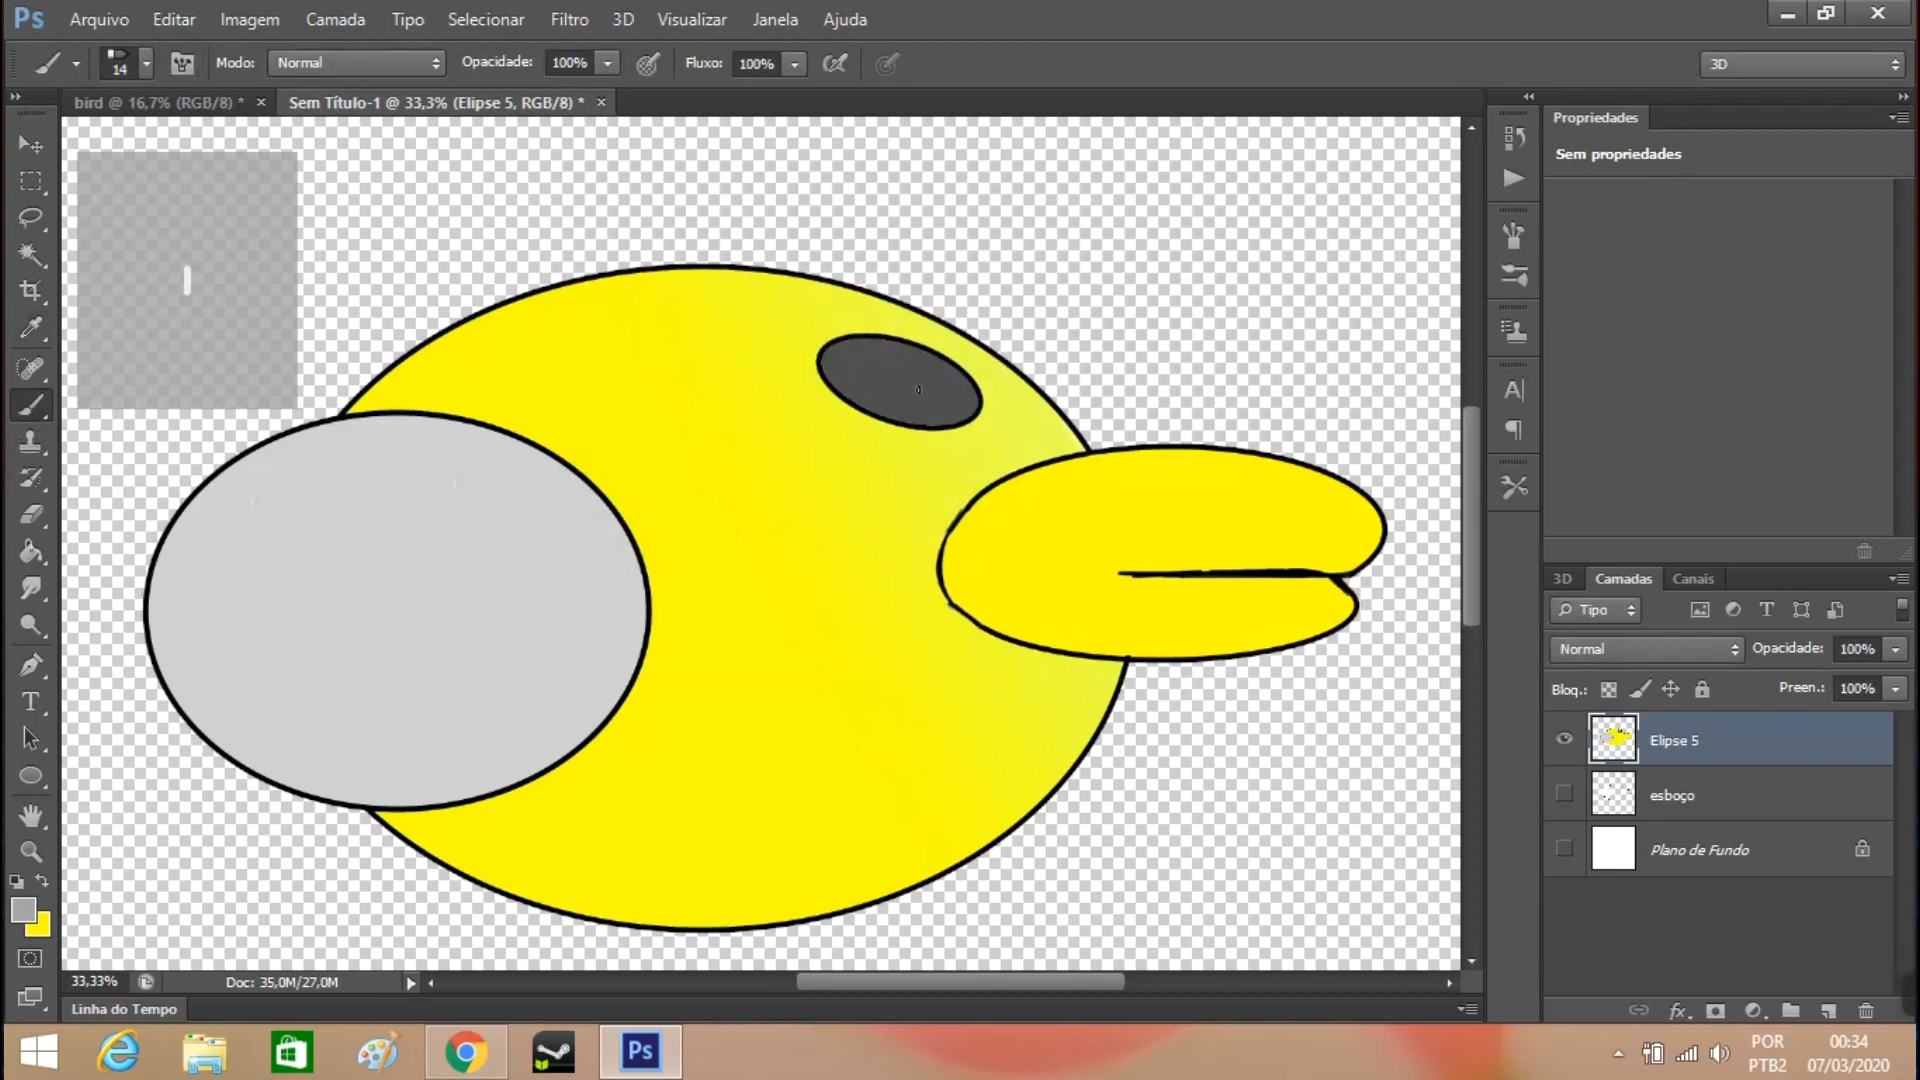 Ps Arquivo Editar Imagem Camada Tipo Selecionar Filtro 3D Visualizar Janela Ajuda
14 Modo: Normal Opacidade: 100% Fluxo: 100% 3D
bird @ 16,7% (RGB/8) * × Sem Título-1 @ 33,3% (Elipse 5, RGB/8) * ×
Propriedades
Sem propriedades
3D Camadas Canais
Tipo
Normal Opacidade: 100%
Bloq.: Preen.: 100%
Elipse 5
esboço
Plano de Fundo
33,33% Doc: 35,0M/27,0M
Linha do Tempo
Ps
POR 00:34
PTB2 07/03/2020